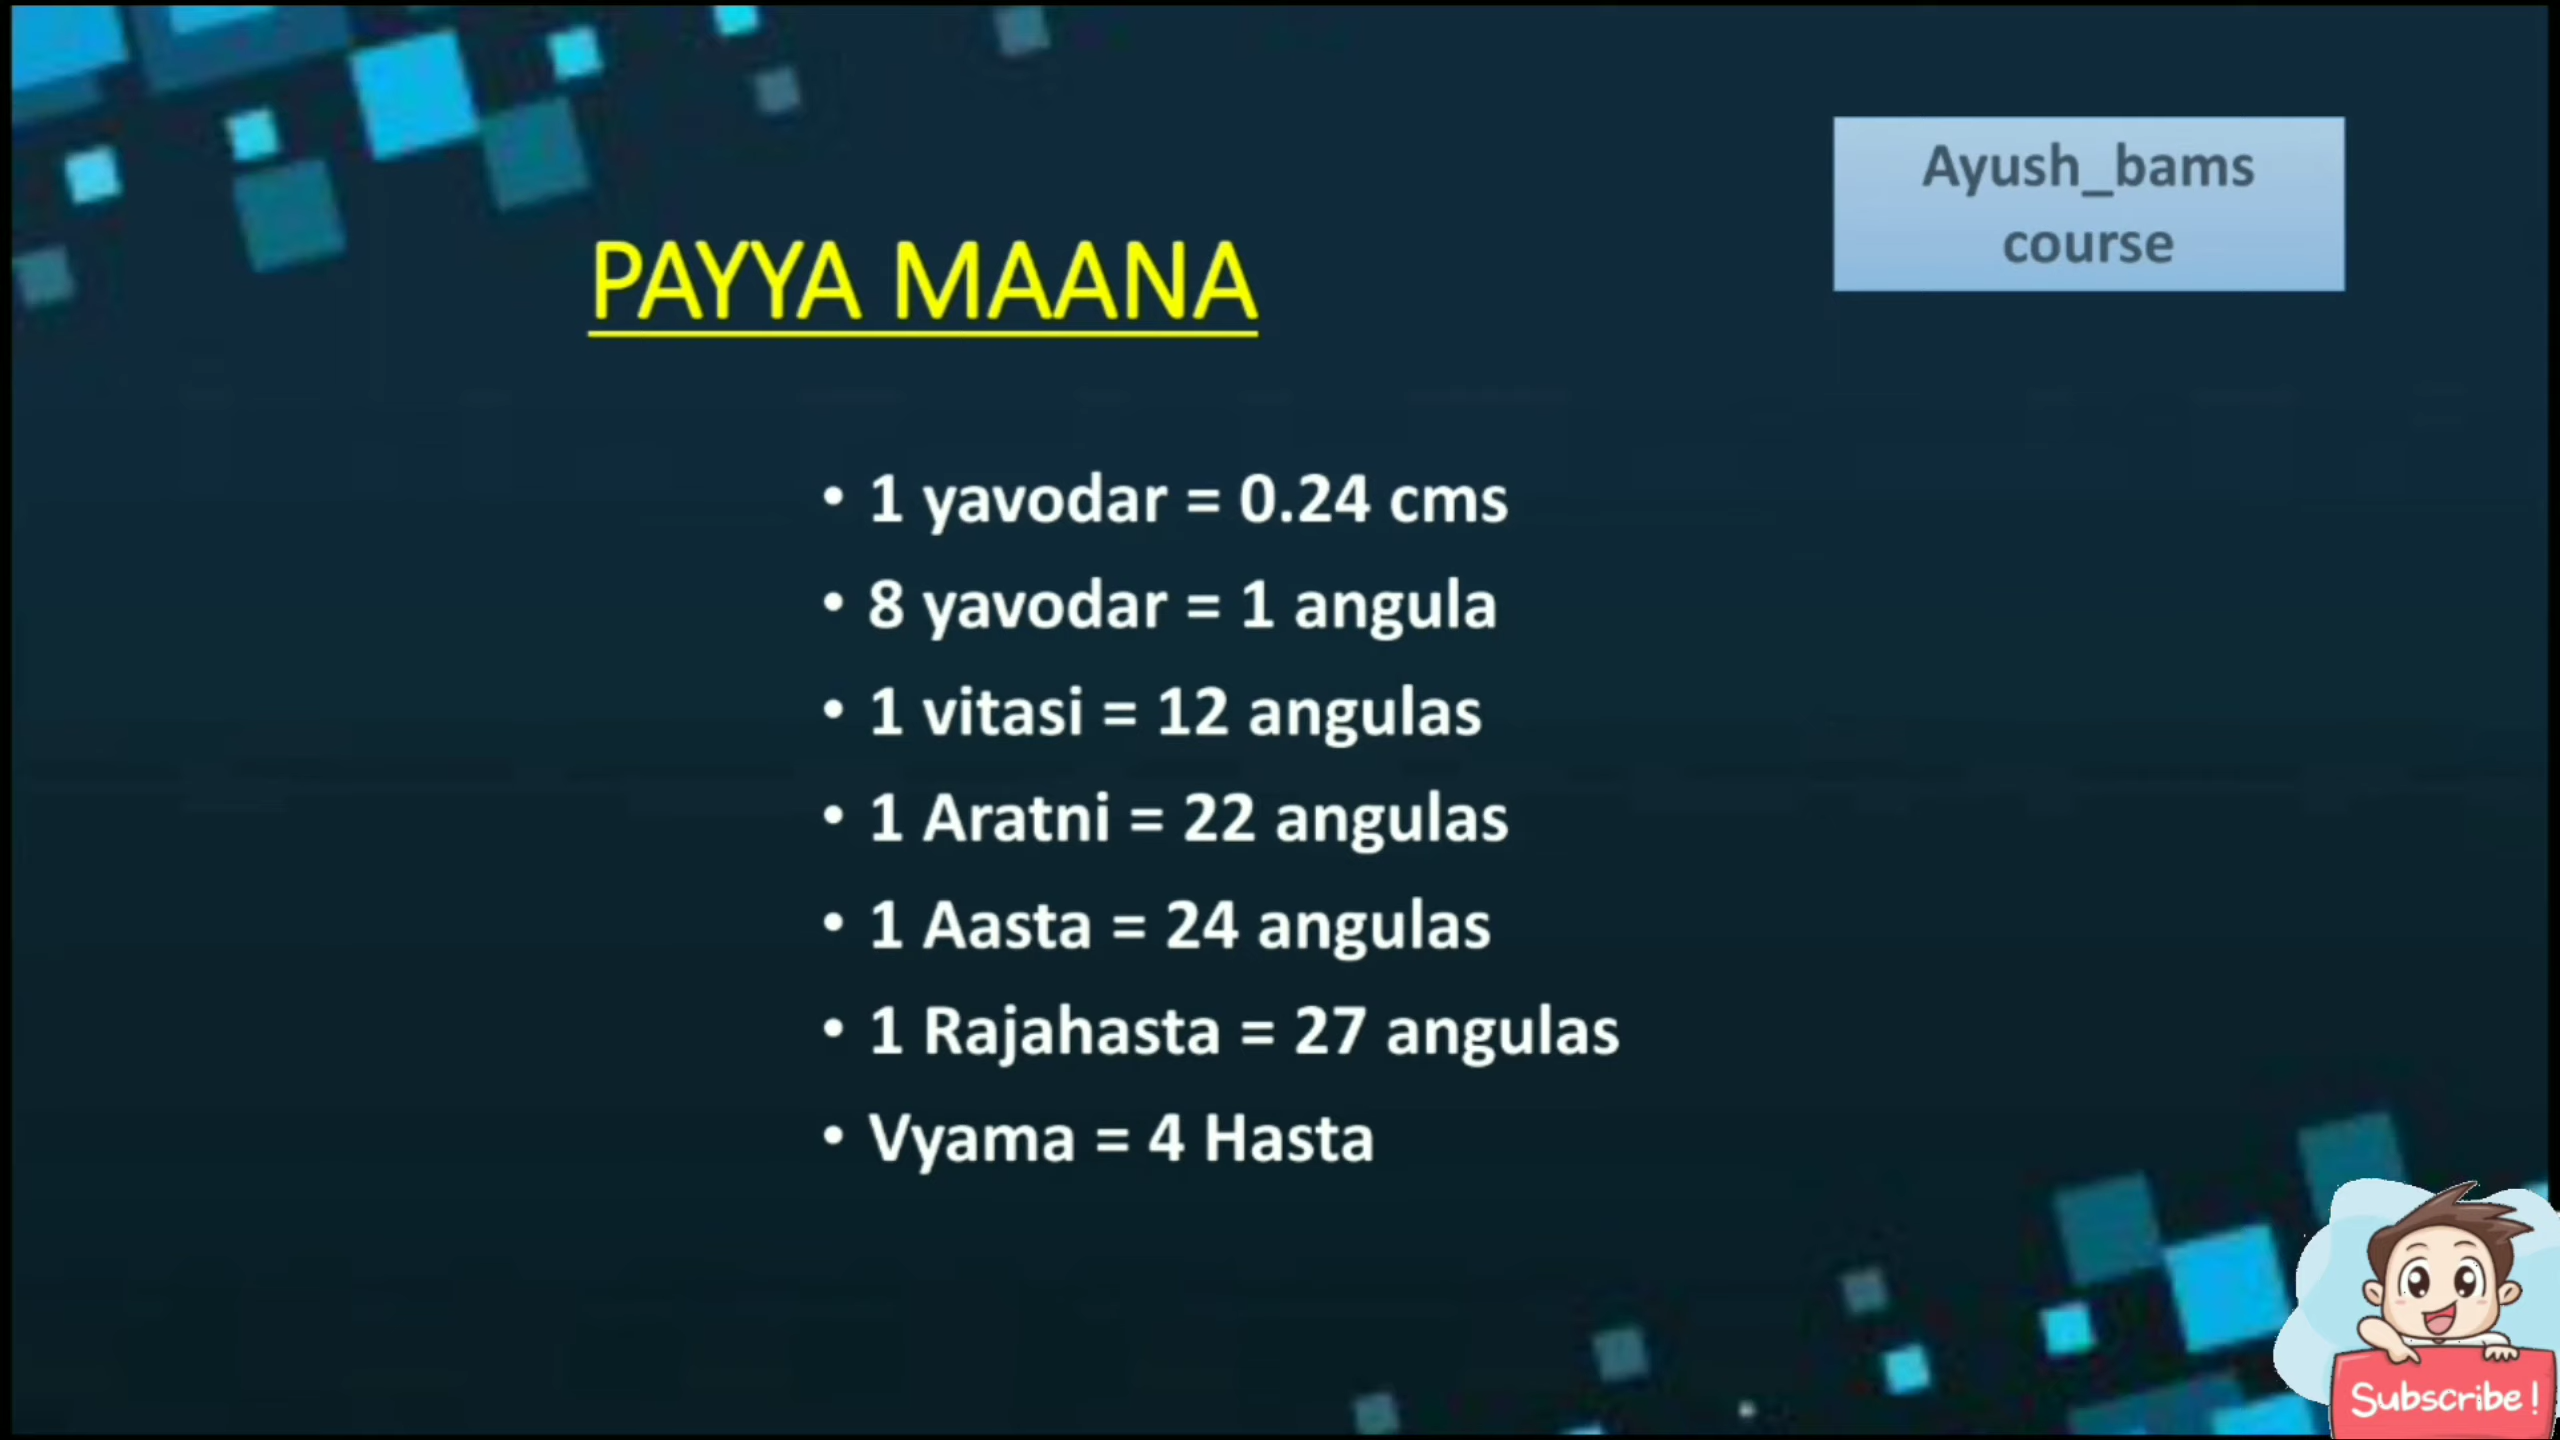 Ayush_bams
course
PAYYA MAANA
• 1 yavodar = 0.24 cms
• 8 yavodar = 1 angula
• 1 vitasi = 12 angulas
• 1 Aratni = 22 angulas
• 1 Aasta = 24 angulas
• 1 Rajahasta = 27 angulas
• Vyama = 4 Hasta
Subscribe!